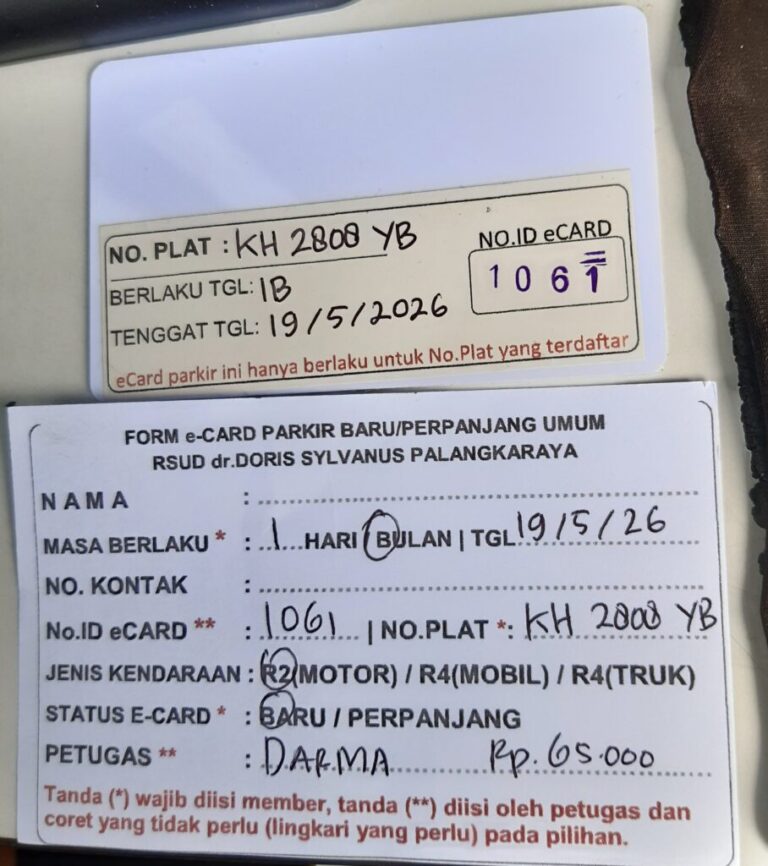 NO. PLAT : KH 2808 YB
NO.ID eCARD
1061
BERLAKU TGL: 1B
TENGGAT TGL: 19/5/2026
eCard parkir ini hanya berlaku untuk No.Plat yang terdaftar
FORM e-CARD PARKIR BARU/PERPANJANG UMUM
RSUD dr.DORIS SYLVANUS PALANGKARAYA
NAMA :
MASA BERLAKU * : 1 HARI BULAN | TGL 19/5/26
NO. KONTAK :
No.ID eCARD ** : 1061 | NO.PLAT *: KH 2808 YB
JENIS KENDARAAN : R2(MOTOR) / R4(MOBIL) / R4(TRUK)
STATUS E-CARD * : BARU / PERPANJANG
PETUGAS ** : DARMA Rp. 65.000
Tanda (*) wajib diisi member, tanda (**) diisi oleh petugas dan
coret yang tidak perlu (lingkari yang perlu) pada pilihan.